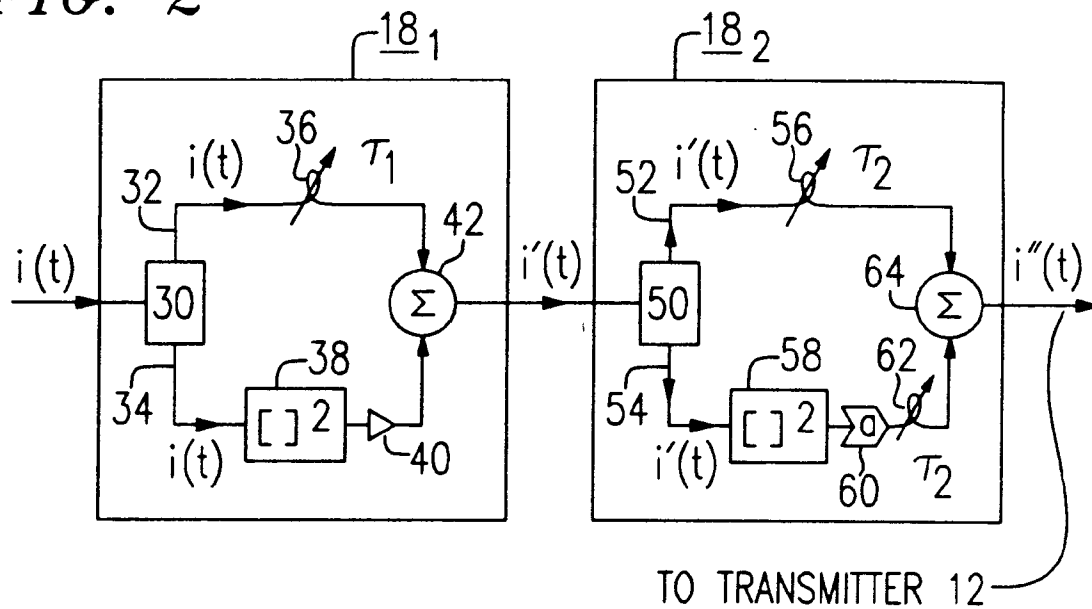 FIG. 2
18 1
18 2
36
56
i(t)
τ1
i'(t)
τ2
32
52
42
64
i(t)
30
Σ
i'(t)
50
Σ
i"(t)
38
58
62
34
[ ] 2
54
[ ] 2
a
i(t)
40
i'(t)
60
τ2
TO TRANSMITTER 12